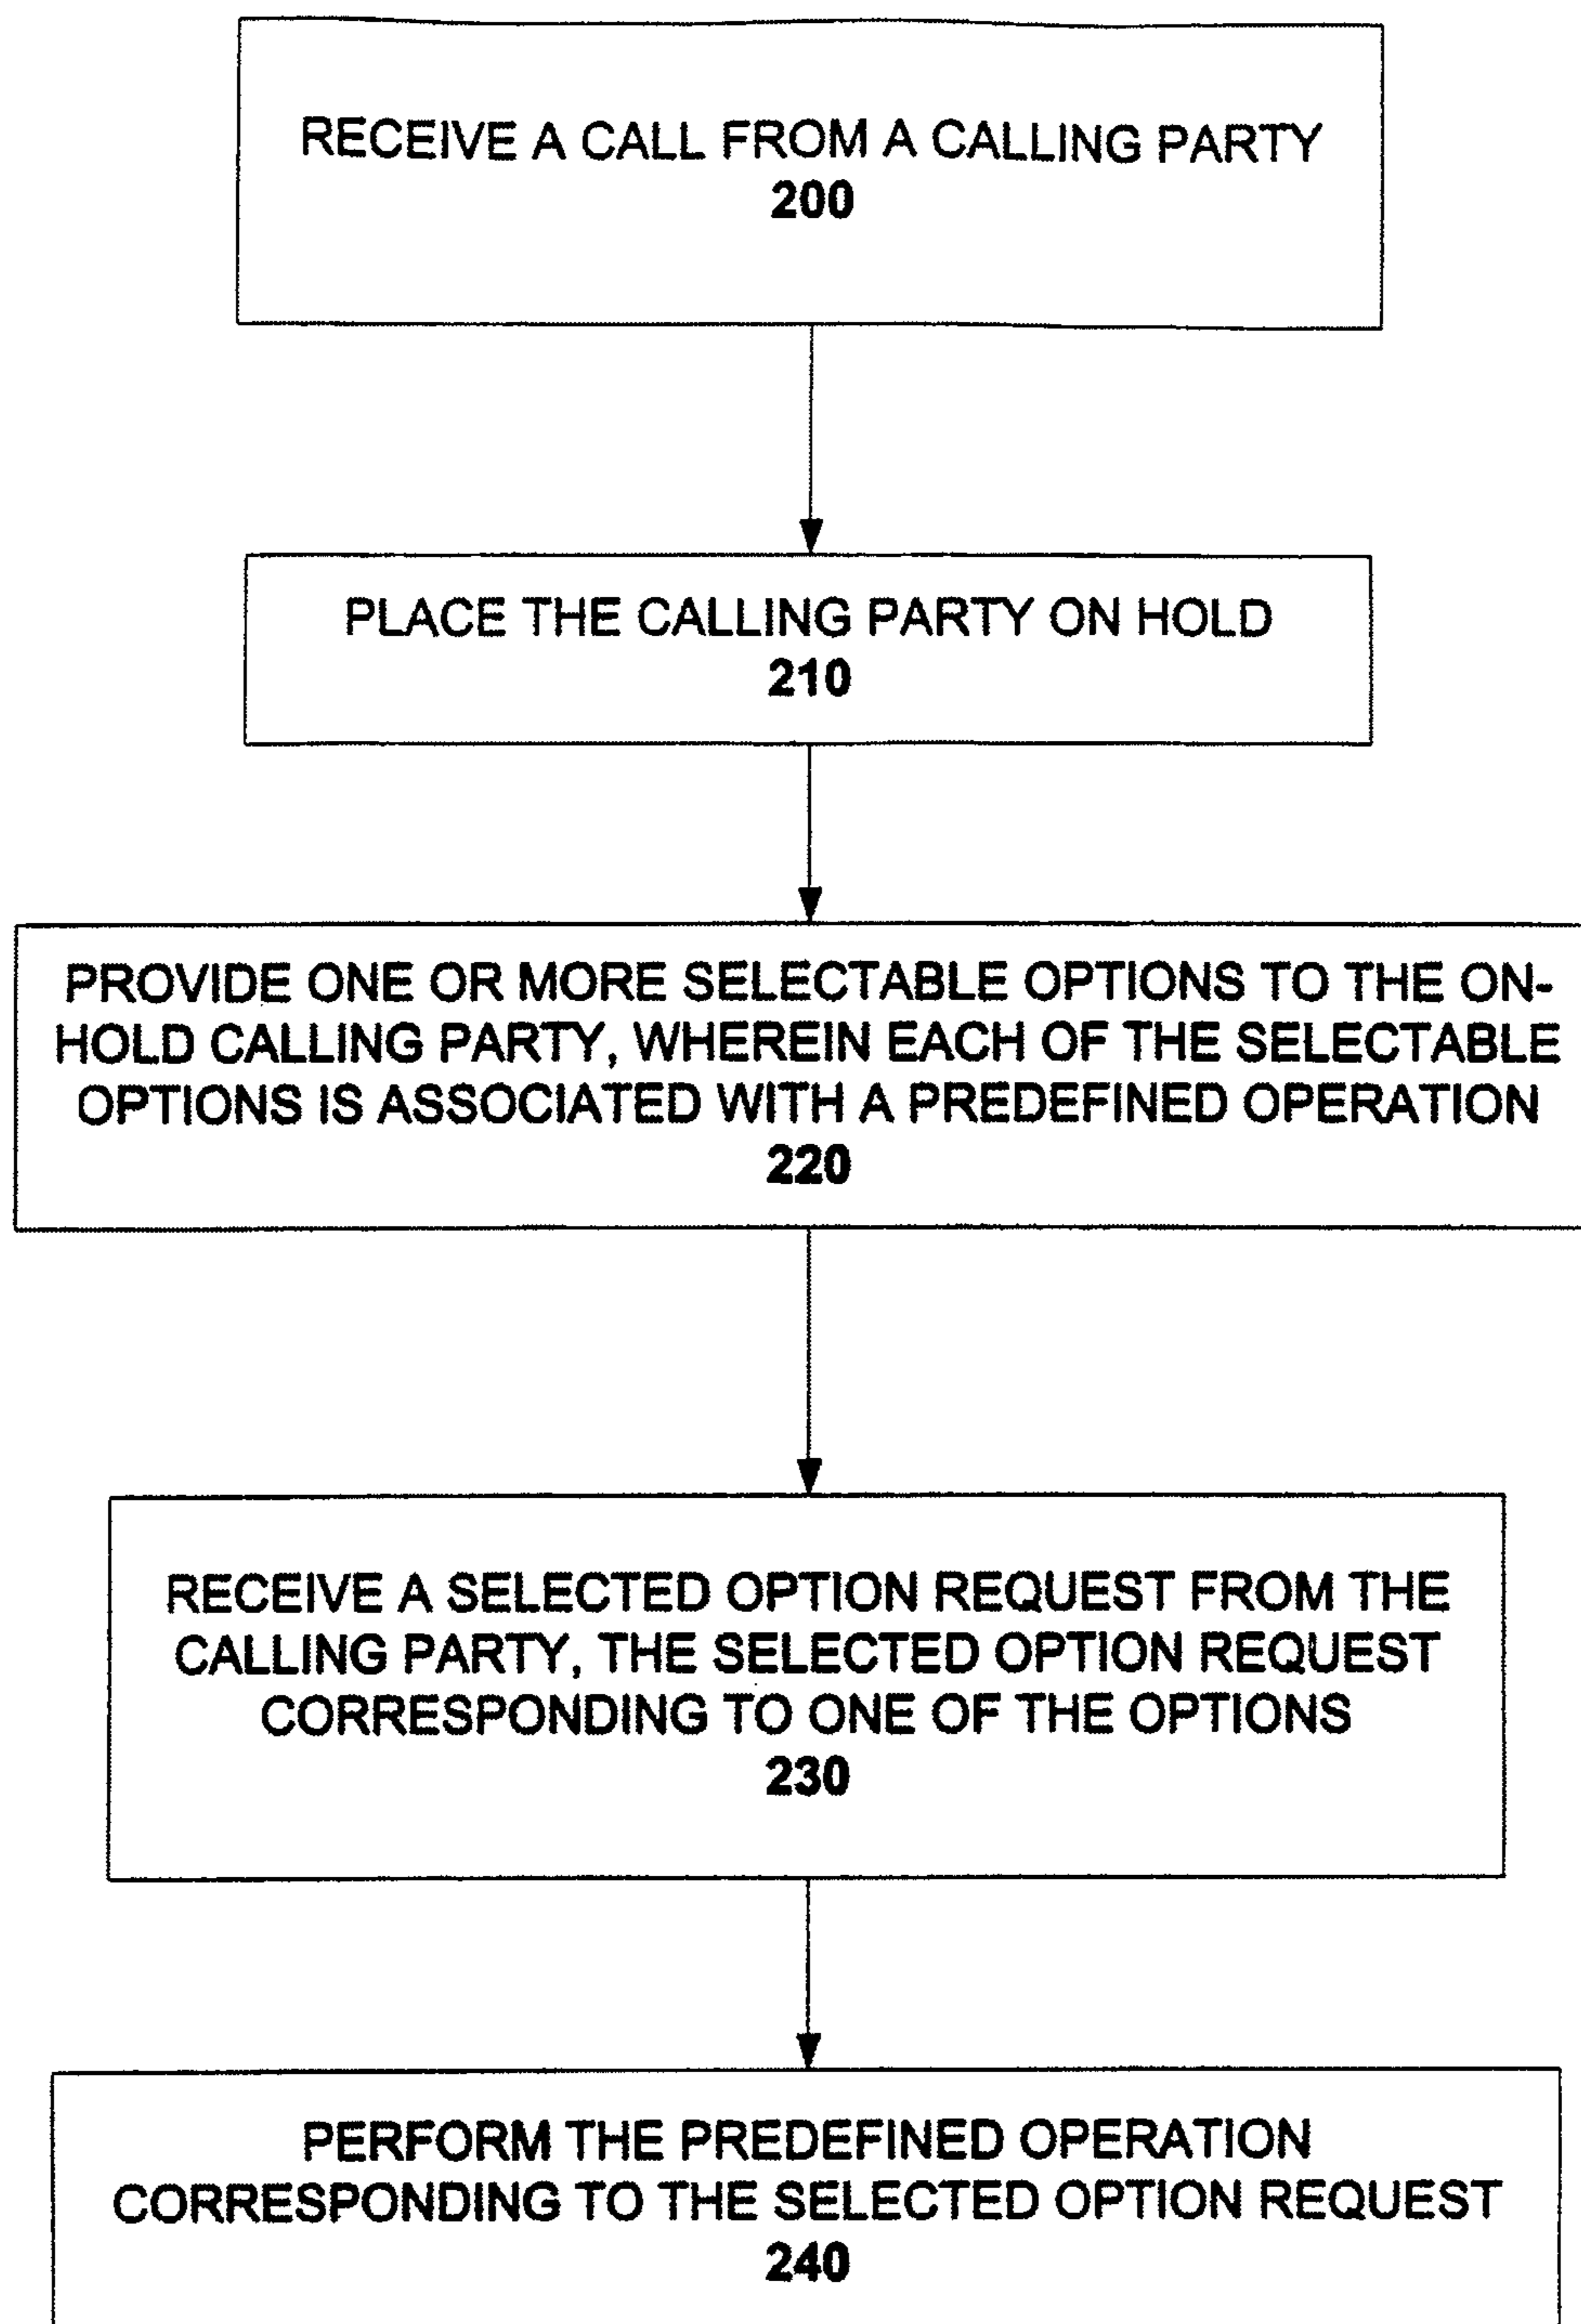 RECEIVE A CALL FROM A CALLING PARTY
200
PLACE THE CALLING PARTY ON HOLD
210
PROVIDE ONE OR MORE SELECTABLE OPTIONS TO THE ON-
HOLD CALLING PARTY, WHEREIN EACH OF THE SELECTABLE
OPTIONS IS ASSOCIATED WITH A PREDEFINED OPERATION
220
RECEIVE A SELECTED OPTION REQUEST FROM THE
CALLING PARTY, THE SELECTED OPTION REQUEST
CORRESPONDING TO ONE OF THE OPTIONS
230
PERFORM THE PREDEFINED OPERATION
CORRESPONDING TO THE SELECTED OPTION REQUEST
240